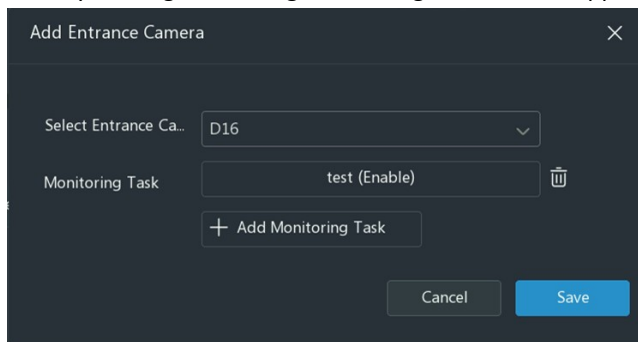 Add Entrance Camera
Select Entrance Ca... D16
Monitoring Task test (Enable)
+ Add Monitoring Task
Cancel Save